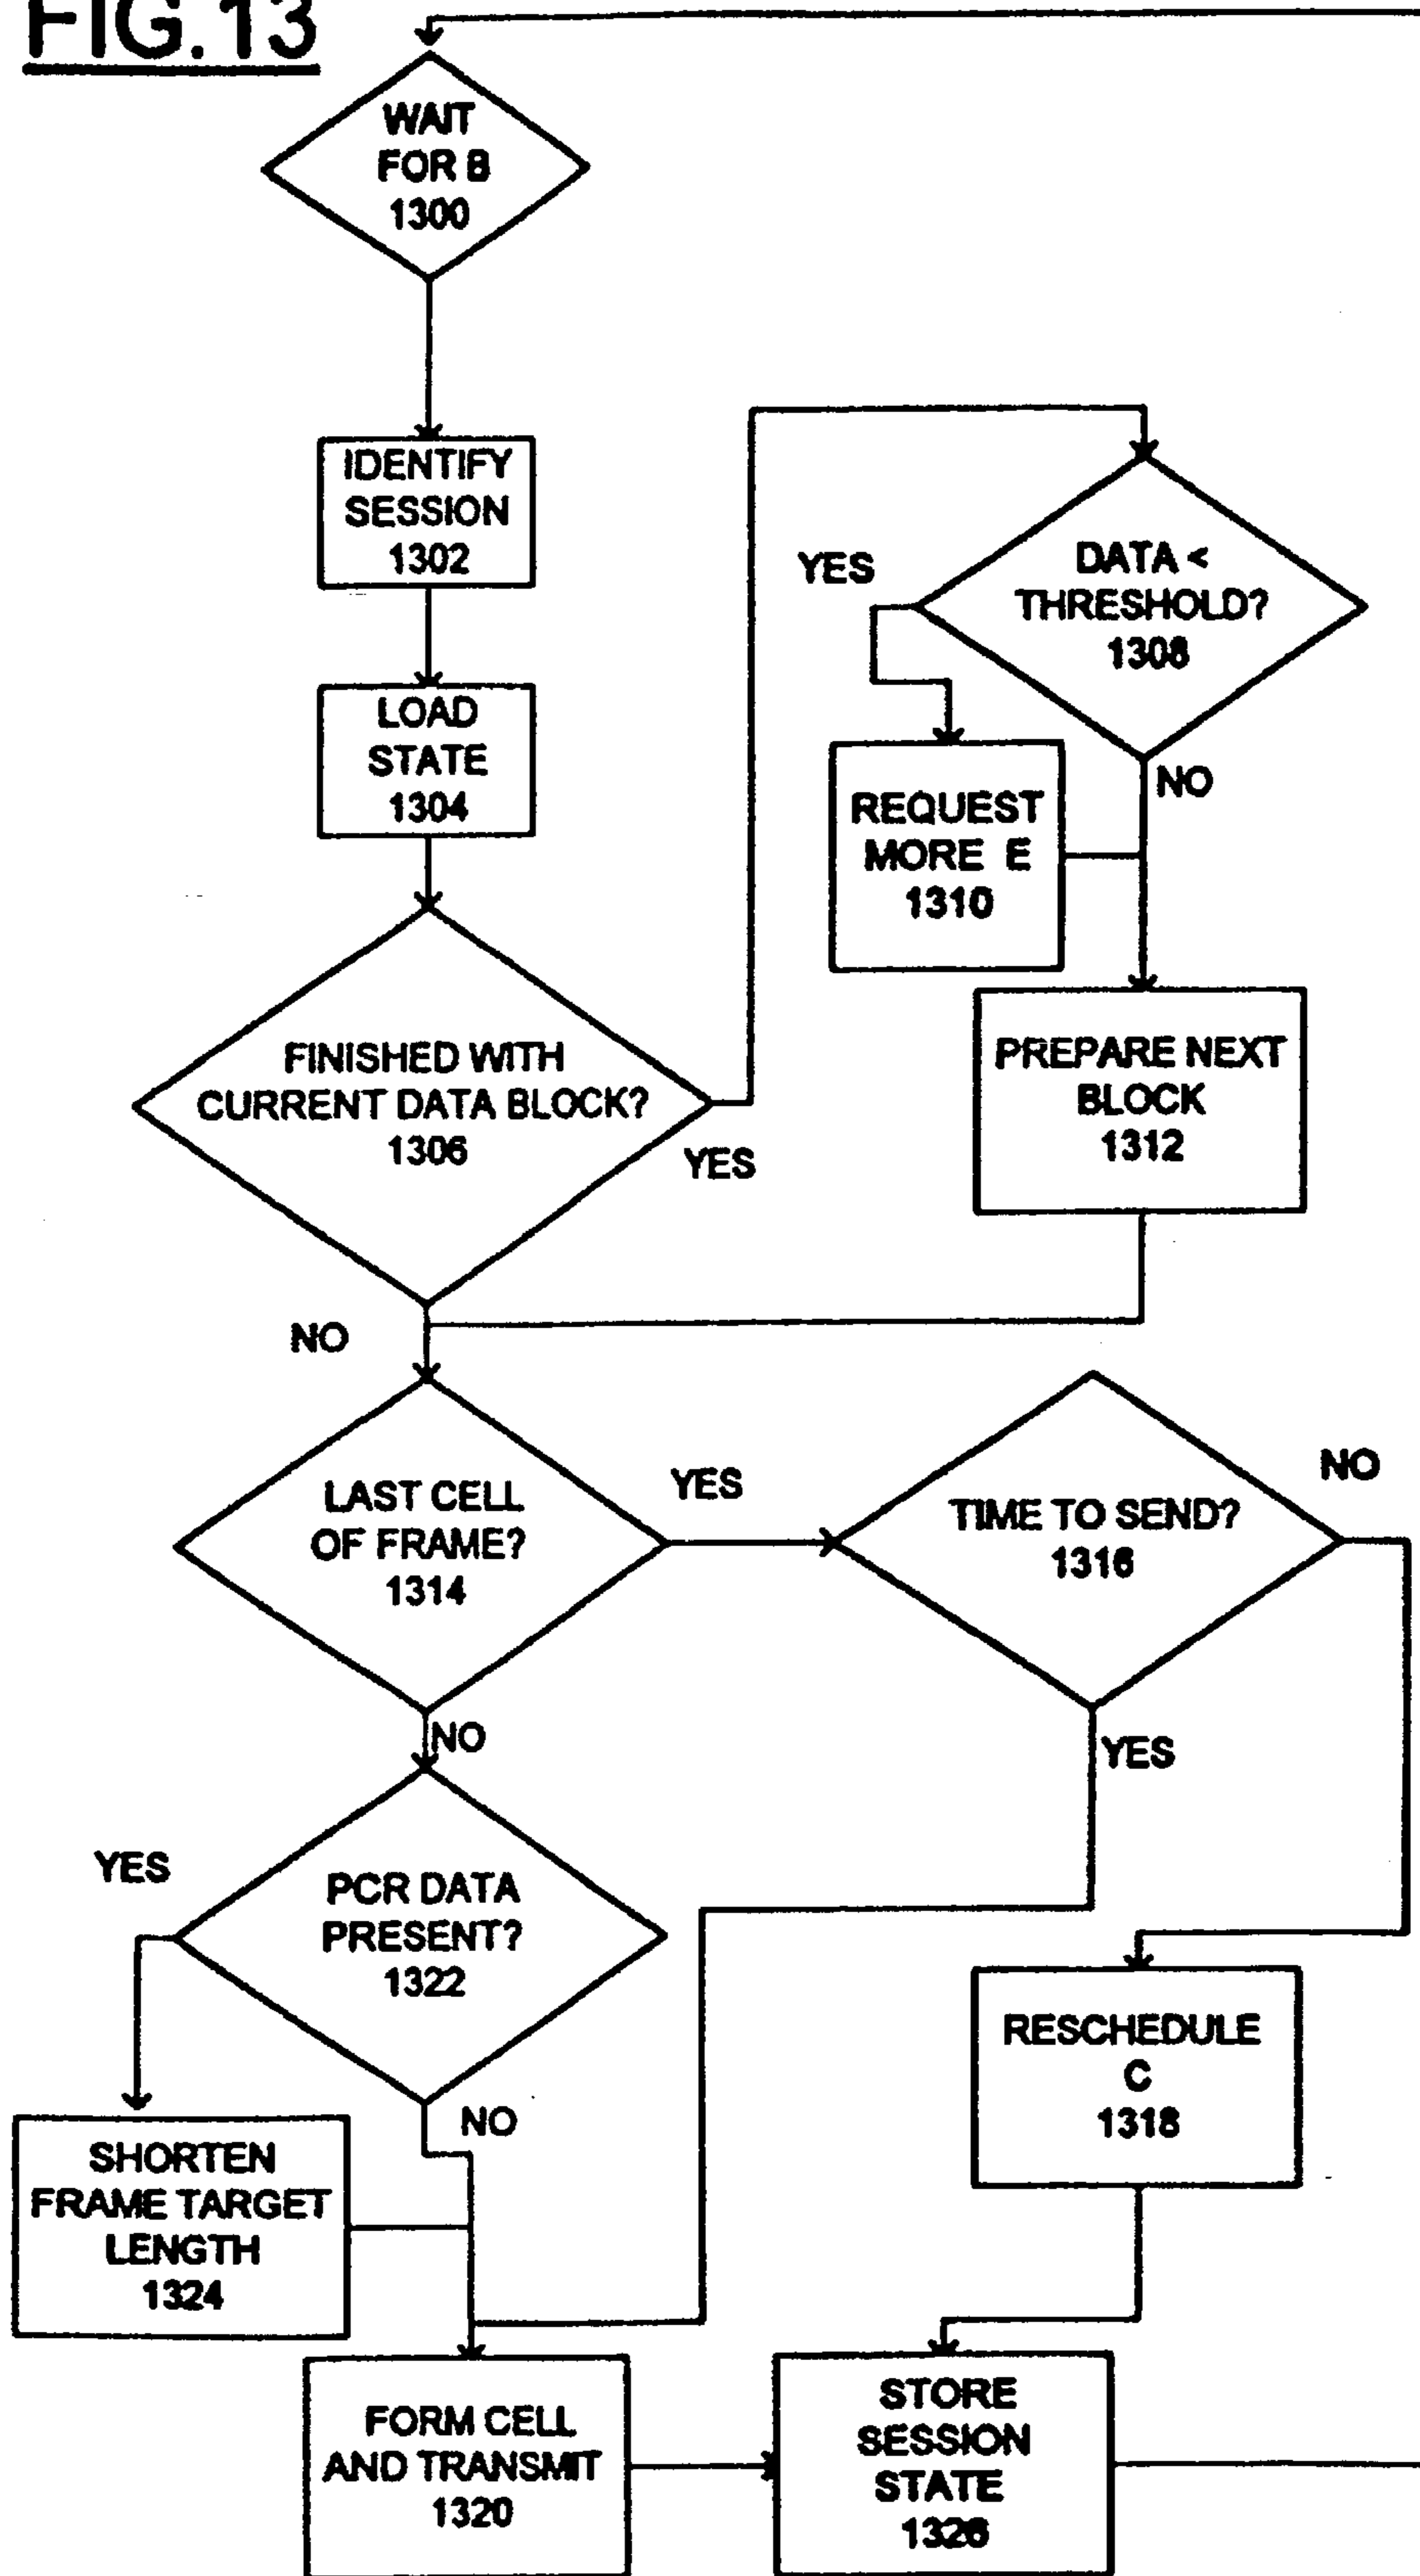 FIG.13
WAIT
FOR B
1300
IDENTIFY
SESSION
1302
LOAD
STATE
1304
FINISHED WITH
CURRENT DATA BLOCK?
1306
YES
NO
DATA <
THRESHOLD?
1308
YES
NO
REQUEST
MORE E
1310
PREPARE NEXT
BLOCK
1312
LAST CELL
OF FRAME?
1314
YES
NO
TIME TO SEND?
1316
NO
YES
PCR DATA
PRESENT?
1322
YES
NO
RESCHEDULE
C
1318
SHORTEN
FRAME TARGET
LENGTH
1324
FORM CELL
AND TRANSMIT
1320
STORE
SESSION
STATE
1326